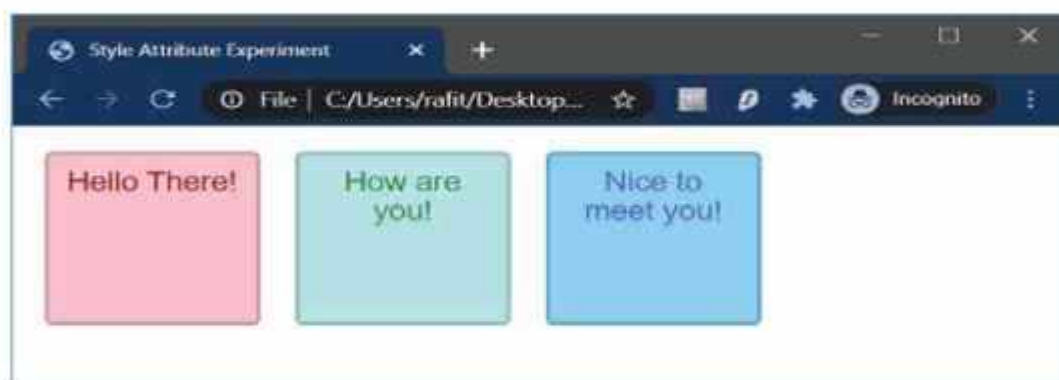 Style Attribute Experiment
File | C:/Users/rafit/Desktop...
Incognito
Hello There!
How are
you!
Nice to
meet you!